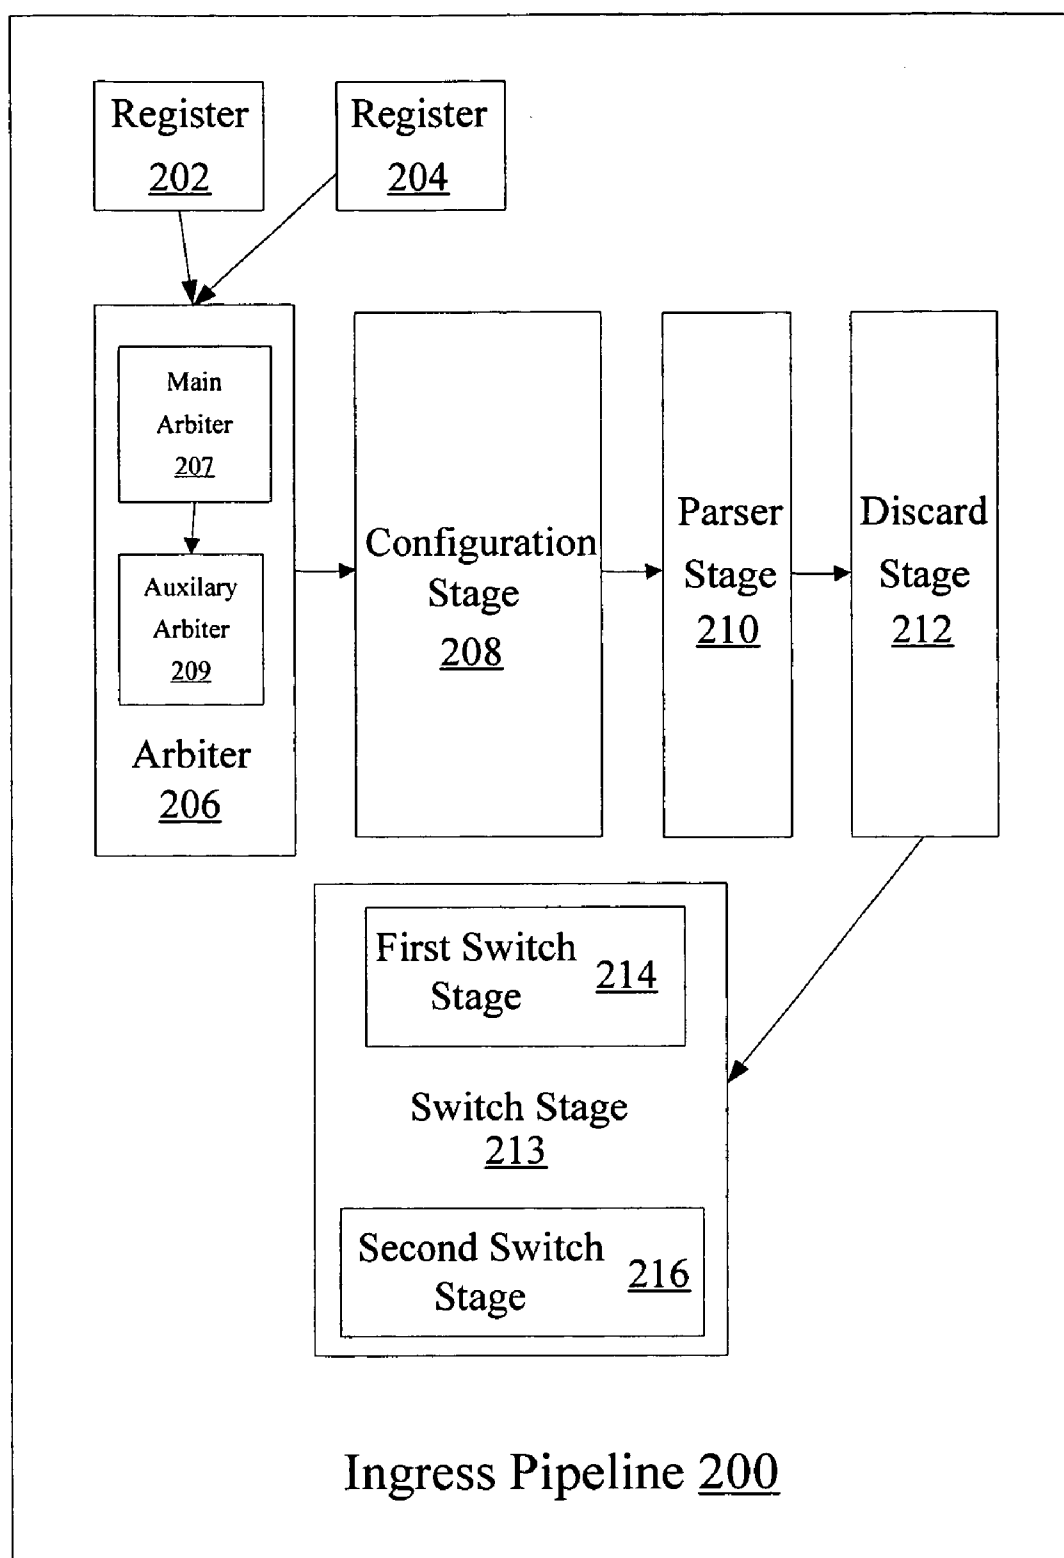 Register
202
Register
204
Main
Arbiter
207
Auxilary
Arbiter
209
Arbiter
206
Configuration
Stage
208
Parser
Stage
210
Discard
Stage
212
First Switch
Stage
214
Switch Stage
213
Second Switch
Stage
216
Ingress Pipeline 200